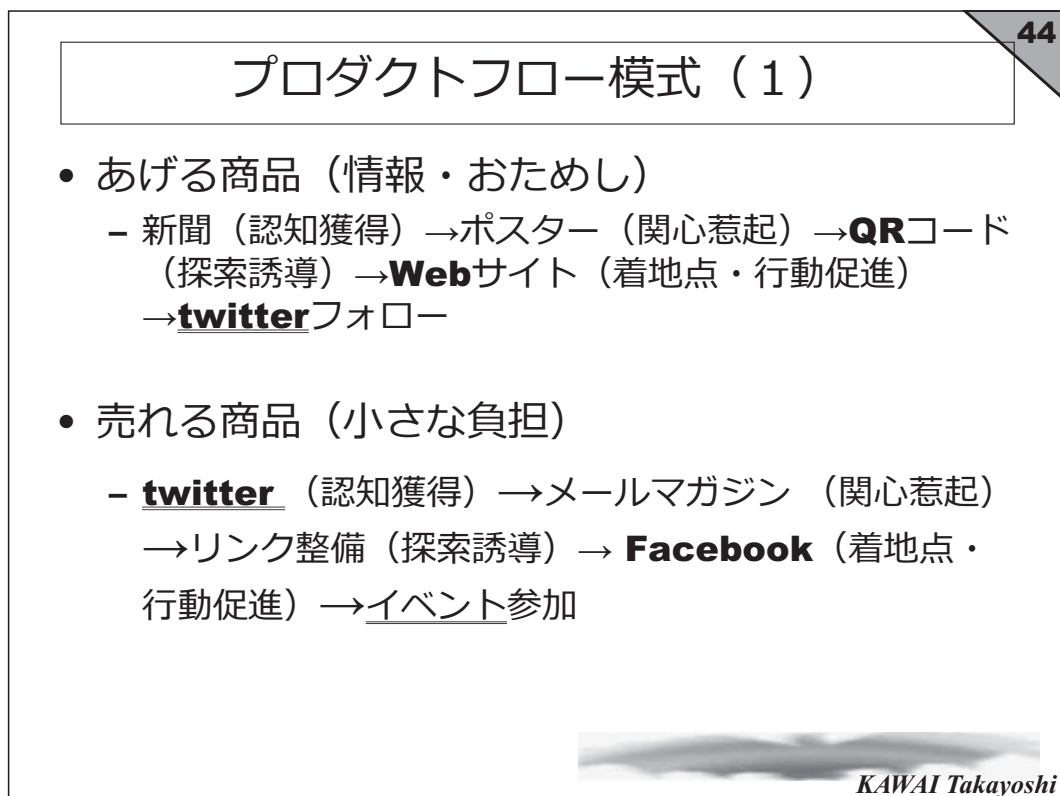 44
プロダクトフロー模式（１）
• あげる商品（情報・おためし）
– 新聞（認知獲得）→ポスター（関心惹起）→QRコード
（探索誘導）→Webサイト（着地点・行動促進）
→twitterフォロー
• 売れる商品（小さな負担）
– twitter （認知獲得）→メールマガジン （関心惹起）
→リンク整備（探索誘導）→ Facebook（着地点・
行動促進）→イベント参加
KAWAI Takayoshi